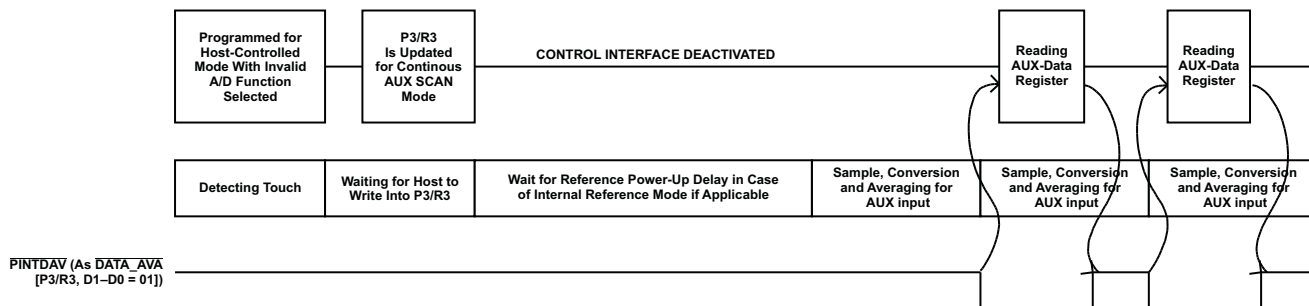 Programmed for
Host-Controlled
Mode With Invalid
A/D Function
Selected
P3/R3
Is Updated
for Continous
AUX SCAN
Mode
CONTROL INTERFACE DEACTIVATED
Reading
AUX-Data
Register
Reading
AUX-Data
Register
Detecting Touch
Waiting for Host to
Write Into P3/R3
Wait for Reference Power-Up Delay in Case
of Internal Reference Mode if Applicable
Sample, Conversion
and Averaging for
AUX input
Sample, Conversion
and Averaging for
AUX input
Sample, Conversion
and Averaging for
AUX input
PINTDAV (As DATA_AVA
[P3/R3, D1–D0 = 01])